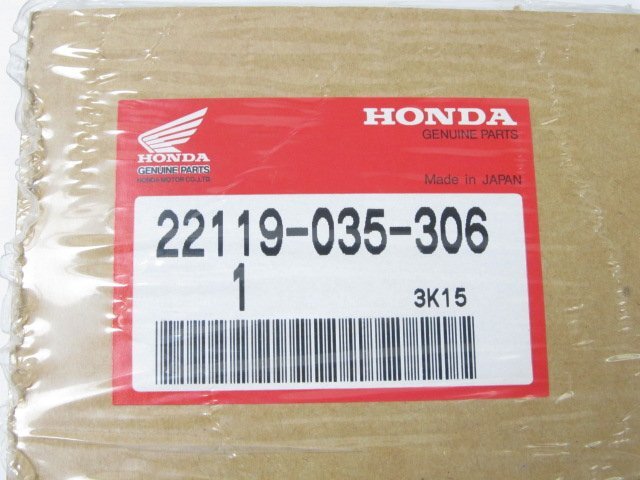 HONDA
GENUINE PARTS
HONDA MOTOR CO.,LTD.
HONDA
GENUINE PARTS
Made in JAPAN
22119-035-306
1
3K15